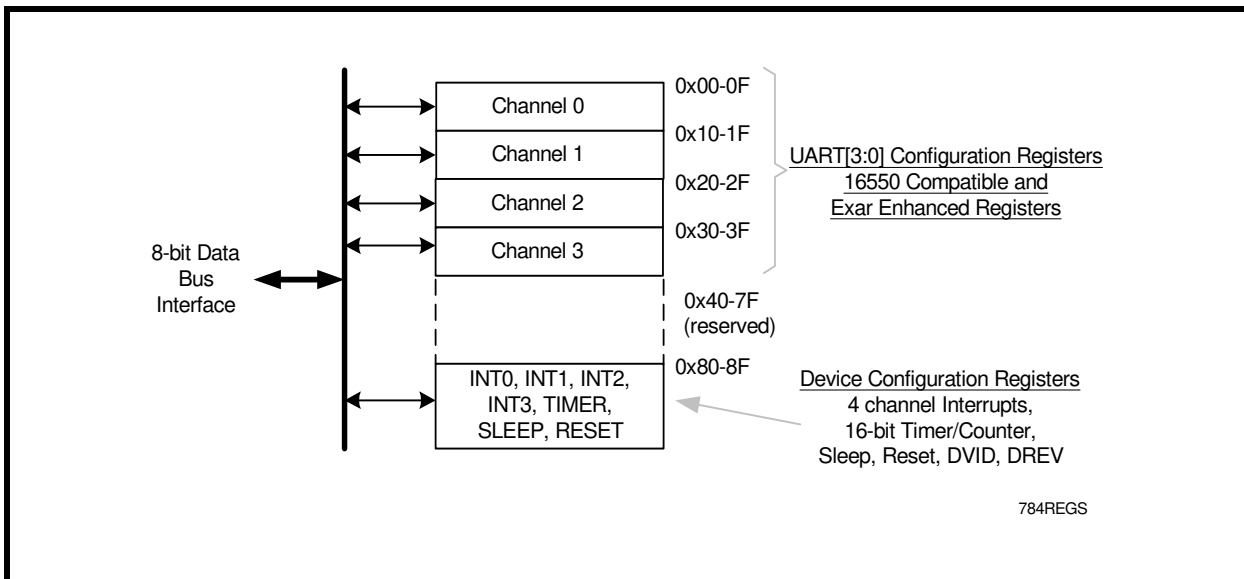 8-bit Data
Bus
Interface
Channel 0
0x00-0F
Channel 1
0x10-1F
Channel 2
0x20-2F
Channel 3
0x30-3F
UART[3:0] Configuration Registers
16550 Compatible and
Exar Enhanced Registers
0x40-7F
(reserved)
INT0, INT1, INT2,
INT3, TIMER,
SLEEP, RESET
0x80-8F
Device Configuration Registers
4 channel Interrupts,
16-bit Timer/Counter,
Sleep, Reset, DVID, DREV
784REGS